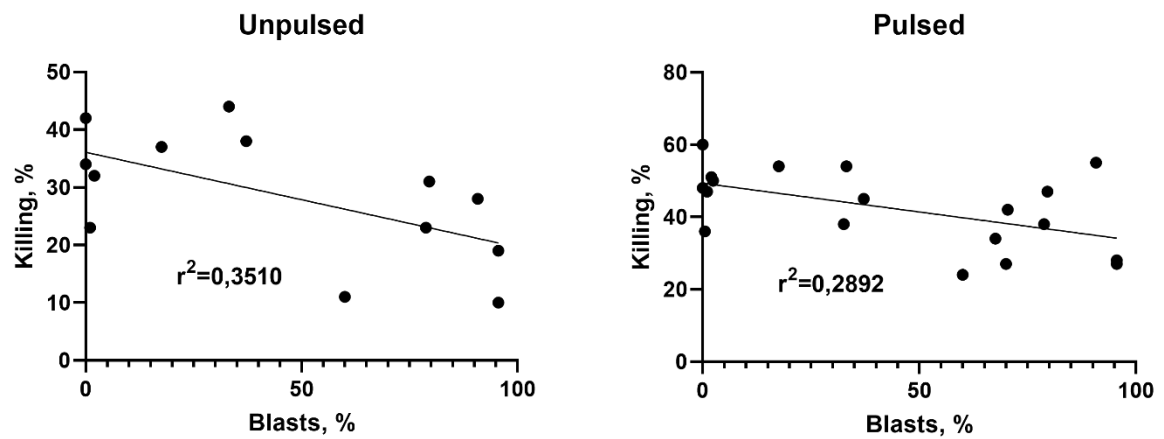 Unpulsed
50
40
30
20
10
0
Killing, %
r²=0,3510
0 50 100
Blasts, %
Pulsed
80
60
40
20
0
Killing, %
r²=0,2892
0 50 100
Blasts, %